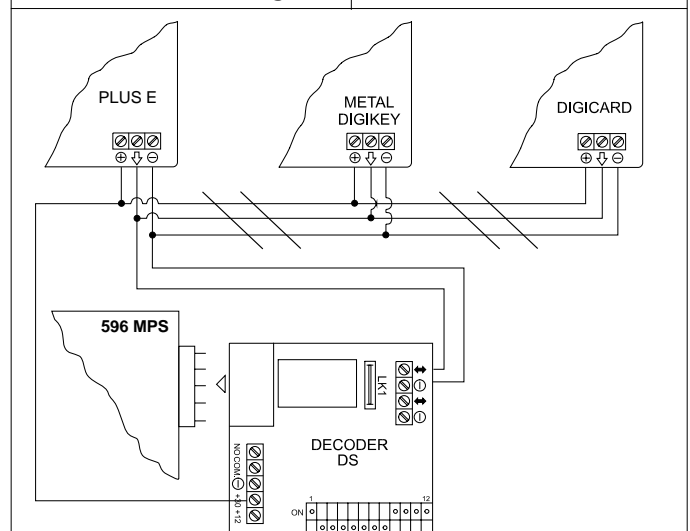 PLUS E
METAL
DIGIKEY
DIGICARD
596 MPS
LK1
DECODER
DS
NO COM. +30 +12
1 12
ON